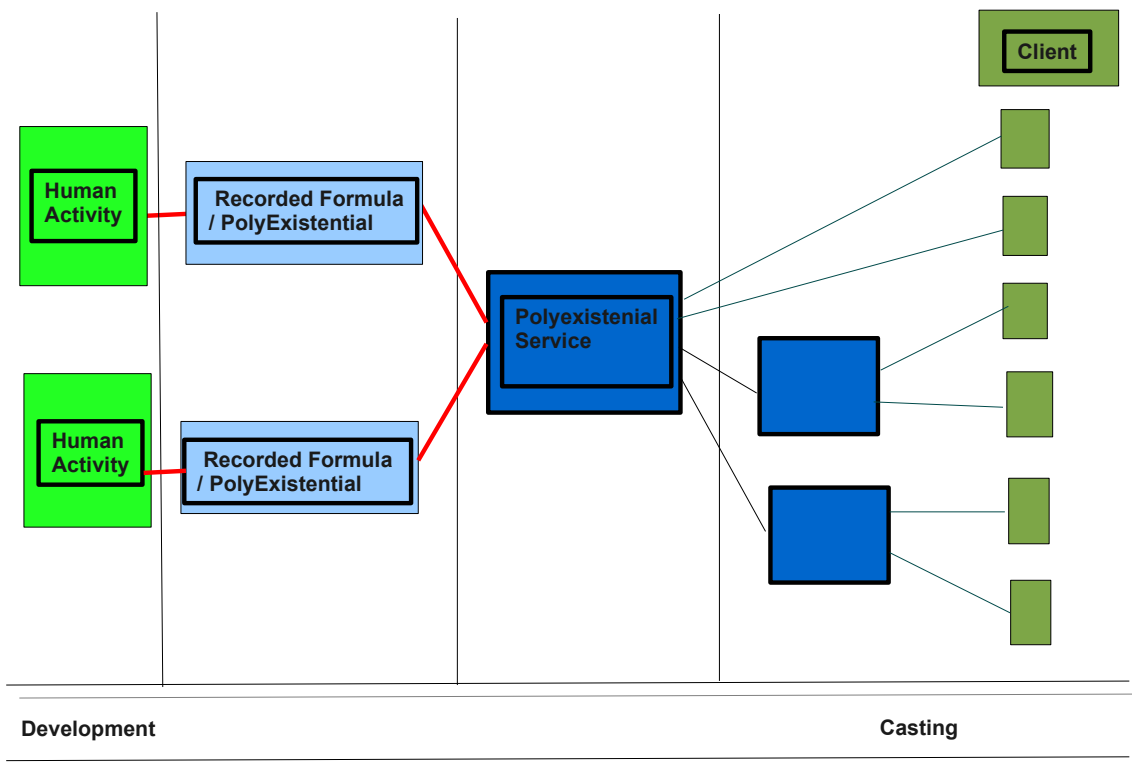 Client
Human
Activity
Recorded Formula
/ PolyExistential
Polyexistenial
Service
Human
Activity
Recorded Formula
/ PolyExistential
Development
Casting